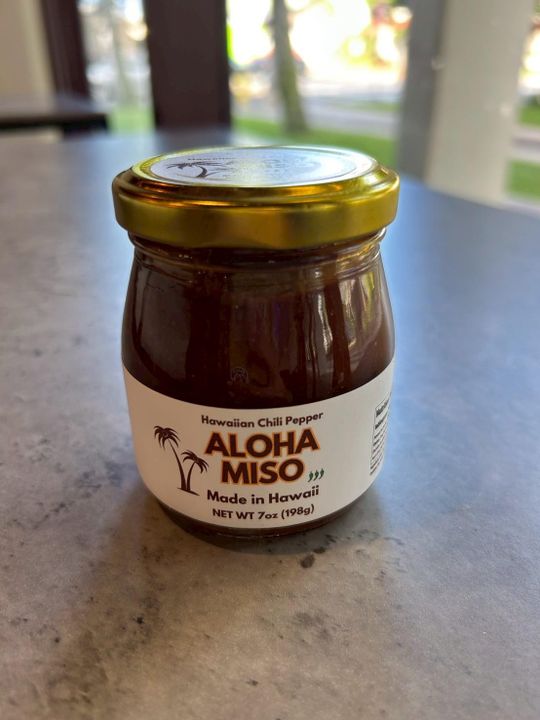 Hawaiian Chili Pepper
ALOHA
MISO
Made in Hawaii
NET WT 7oz (198g)